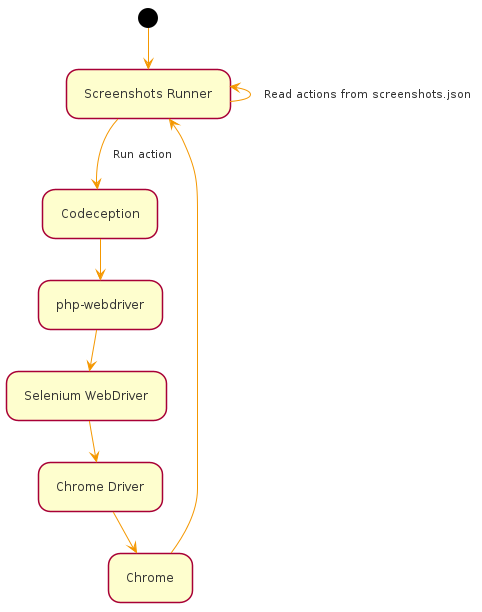 Screenshots Runner
Read actions from screenshots.json
Run action
Codeception
php-webdriver
Selenium WebDriver
Chrome Driver
Chrome